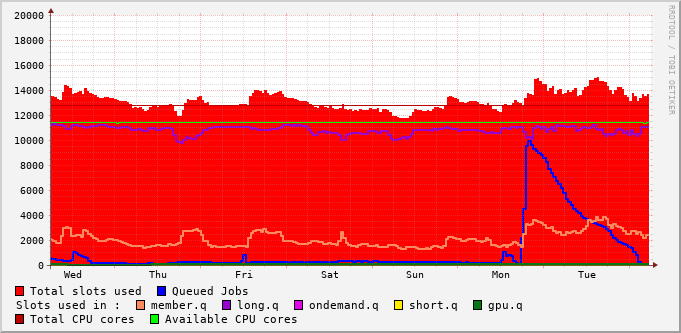 20000
18000
16000
14000
12000
10000
8000
6000
4000
2000
0
Wed Thu Fri Sat Sun Mon Tue
Total slots used Queued Jobs
Slots used in : member.q long.q ondemand.q short.q gpu.q
Total CPU cores Available CPU cores
RRDTOOL / TOBI OETIKER